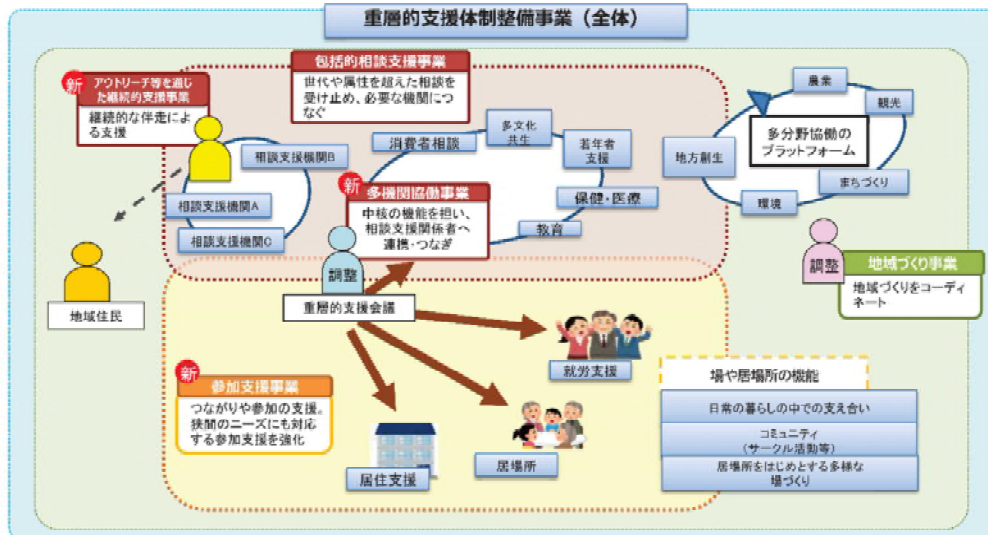 重層的支援体制整備事業（全体）
新
アウトリーチ等を通じ
た継続的支援事業
継続的な伴走によ
る支援
包括的相談支援事業
世代や属性を超えた相談を
受け止め、必要な機関につ
なぐ
消費者相談
多文化
共生
若年者
支援
保健・医療
教育
相談支援機関B
相談支援機関A
相談支援機関C
新
多機関協働事業
中核の機能を担い、
相談支援関係者へ
連携・つなぎ
調整
重層的支援会議
地域住民
農業
観光
多分野協働の
プラットフォーム
地方創生
まちづくり
環境
調整
地域づくり事業
地域づくりをコーディ
ネート
新
参加支援事業
つながりや参加の支援。
狭間のニーズにも対応
する参加支援を強化
就労支援
居場所
居住支援
場や居場所の機能
日常の暮らしの中での支え合い
コミュニティ
（サークル活動等）
居場所をはじめとする多様な
場づくり